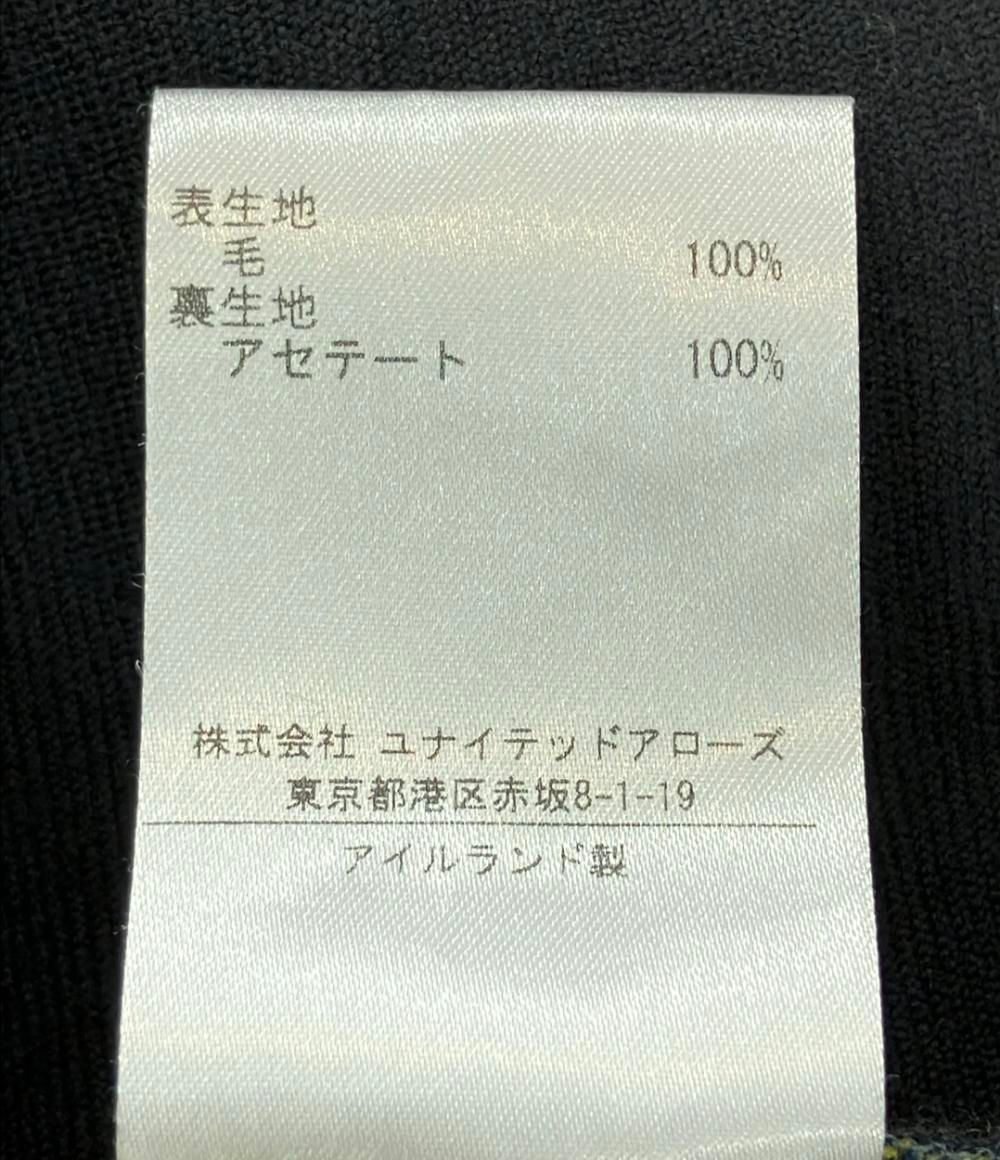 表生地
毛 100%
裏生地
アセテート 100%
株式会社 ユナイテッドアローズ
東京都港区赤坂8-1-19
アイルランド製